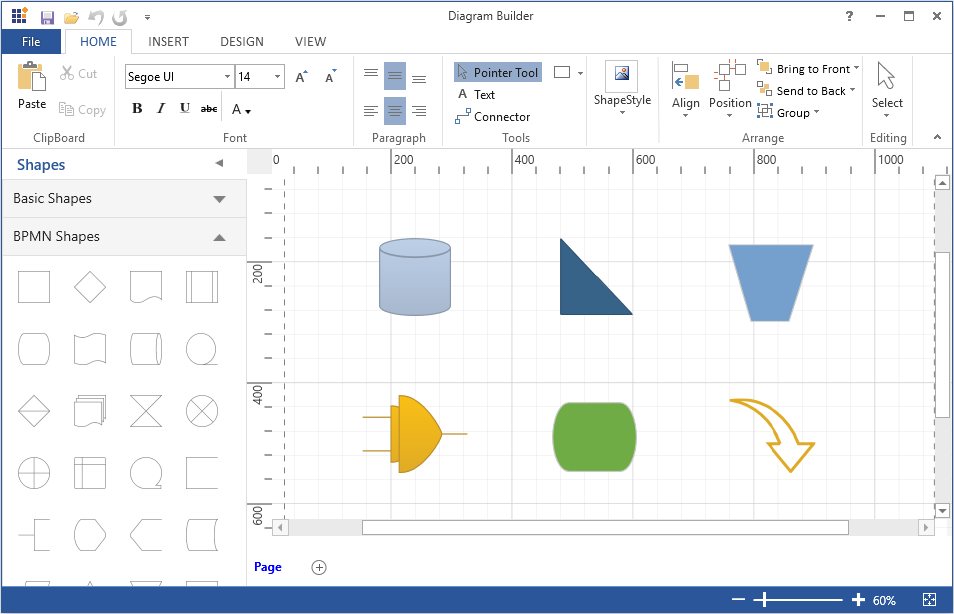 Diagram Builder
?
File HOME INSERT DESIGN VIEW
Paste
Cut
Copy
ClipBoard
Segoe UI 14 A A
B I U abc A
Font
Paragraph
Pointer Tool
A Text
Connector
Tools
ShapeStyle
Align
Position
Bring to Front
Send to Back
Group
Arrange
Select
Editing
Shapes
Basic Shapes
BPMN Shapes
0 200 400 600 800 1000
200
400
600
Page
60%